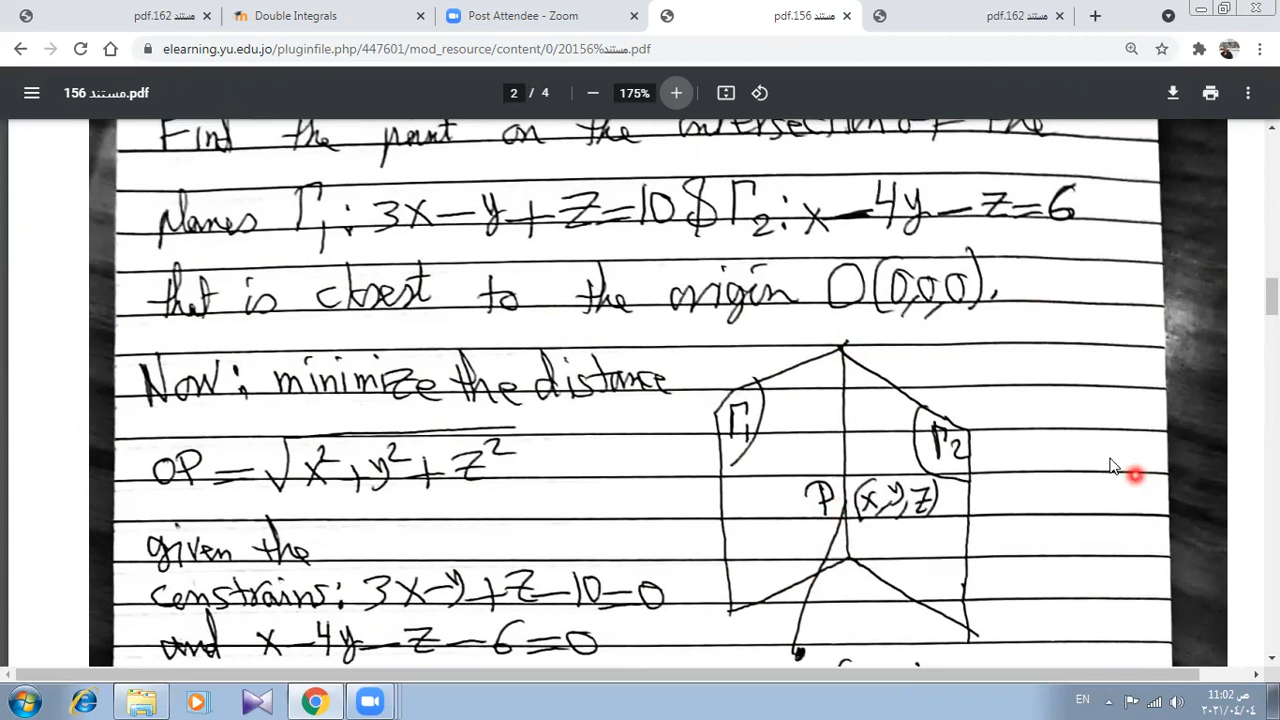 مستند 162.pdf
Double Integrals
Post Attendee - Zoom
مستند 156.pdf
مستند 162.pdf
elearning.yu.edu.jo/pluginfile.php/447601/mod_resource/content/0/20156%مستند.pdf
مستند 156.pdf
2 / 4
175%
Find the point on the intersection of the
planes Γ1: 3x-y+z=10 & Γ2: x-4y-z=6
that is closest to the origin O(0,0,0).
Now: minimize the distance
OP = √x²+y²+z²
given the
constrains: 3x-y+z-10=0
and x-4y-z-6=0
Γ1
Γ2
P (x,y,z)
EN
11:02 ص
٢٠٢١/٠٤/٠٤